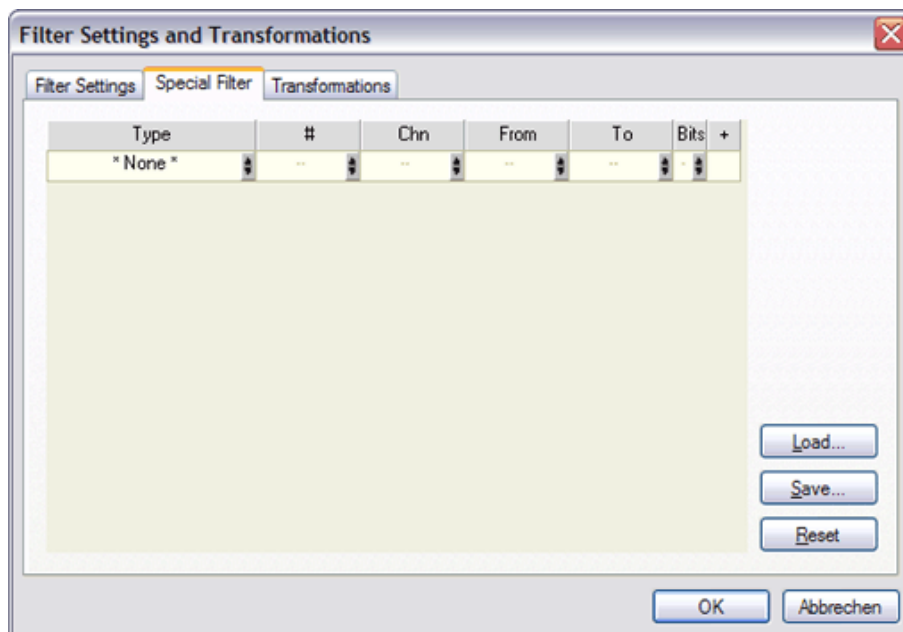 Filter Settings and Transformations
Filter Settings Special Filter Transformations
Type # Chn From To Bits +
* None * -- -- -- -- -
Load...
Save...
Reset
OK Abbrechen